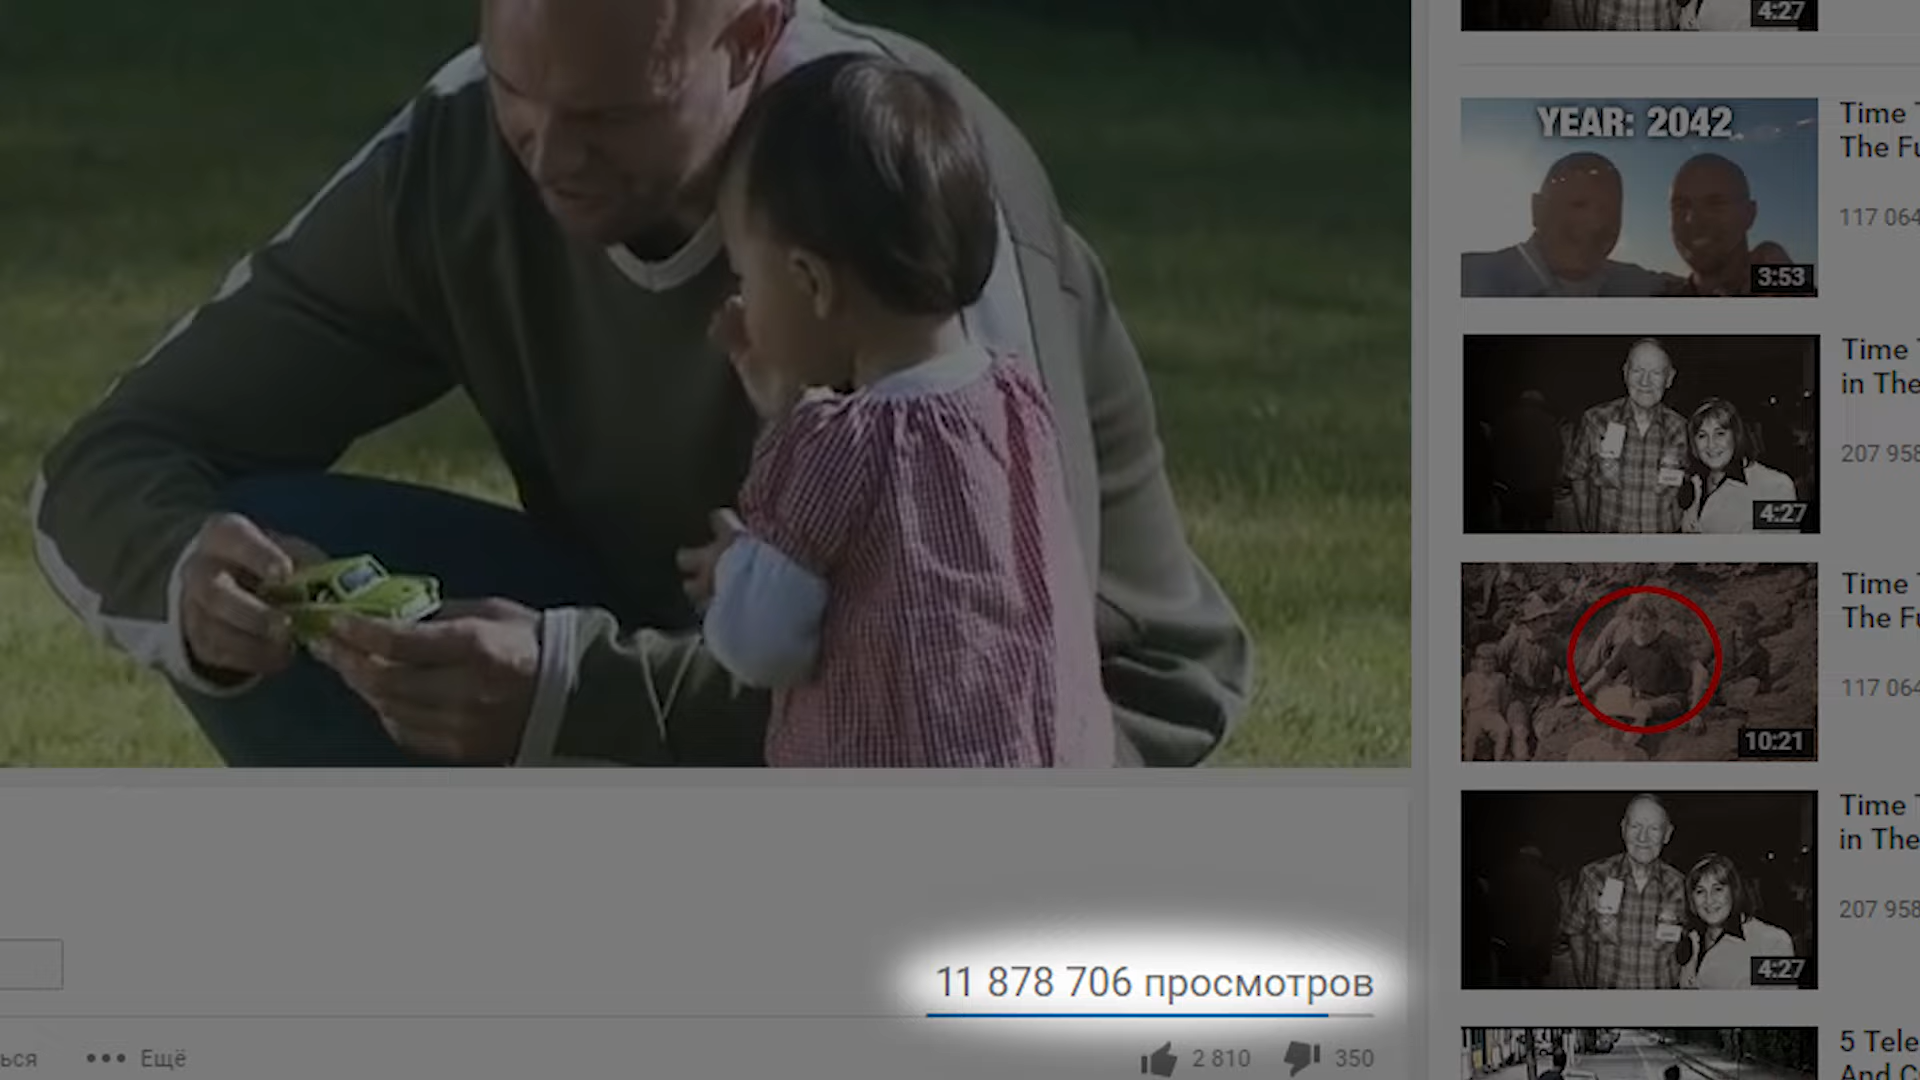 4:27
YEAR: 2042
3:53
Time
The
117 064
4:27
Time
in The
207 958
10:21
Time
The
117 064
4:27
Time
in The
207 958
5 Tele
And
11 878 706 просмотров
ься
••• Ещё
2 810
350